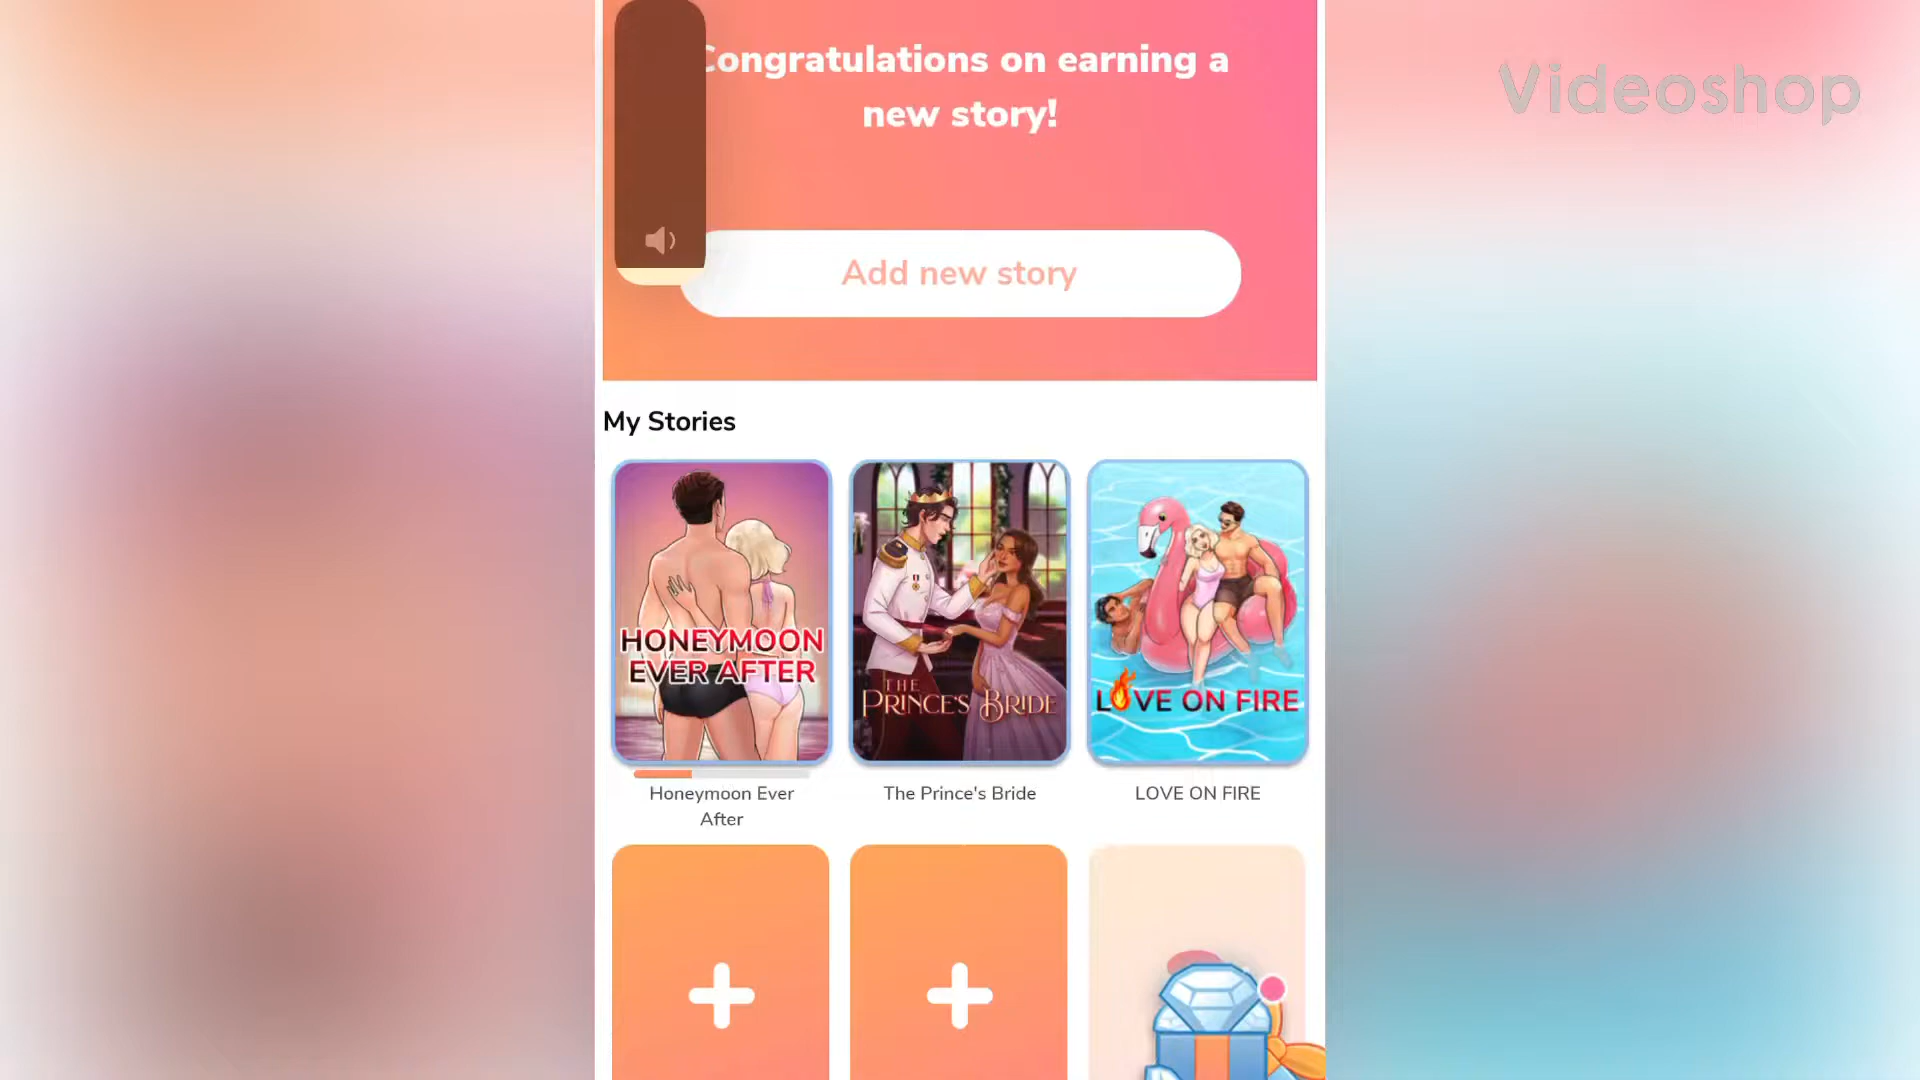 Congratulations on earning a
new story!
Videoshop
Add new story
My Stories
HONEYMOON
EVER AFTER
THE
PRINCE'S BRIDE
LOVE ON FIRE
Honeymoon Ever
After
The Prince's Bride
LOVE ON FIRE